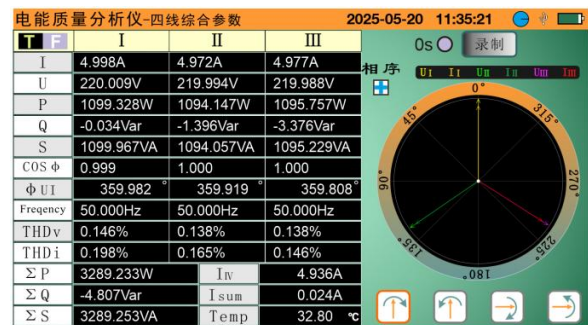 电能质量分析仪-四线综合参数 2025-05-20 11:35:21
T F I II III
I 4.998A 4.972A 4.977A
U 220.009V 219.994V 219.988V
P 1099.328W 1094.147W 1095.757W
Q -0.034Var -1.396Var -3.376Var
S 1099.967VA 1094.057VA 1095.229VA
COSΦ 0.999 1.000 1.000
ΦUI 359.982° 359.919° 359.808°
Freqency 50.000Hz 50.000Hz 50.000Hz
THDv 0.146% 0.138% 0.138%
THDi 0.198% 0.165% 0.146%
ΣP 3289.233W IⅣ 4.936A
ΣQ -4.807Var Isum 0.024A
ΣS 3289.253VA Temp 32.80 ℃
0s 录制
相序 UⅠ IⅠ UⅡ IⅡ UⅢ IⅢ
0°
45° 315°
90° 270°
135° 225°
180°